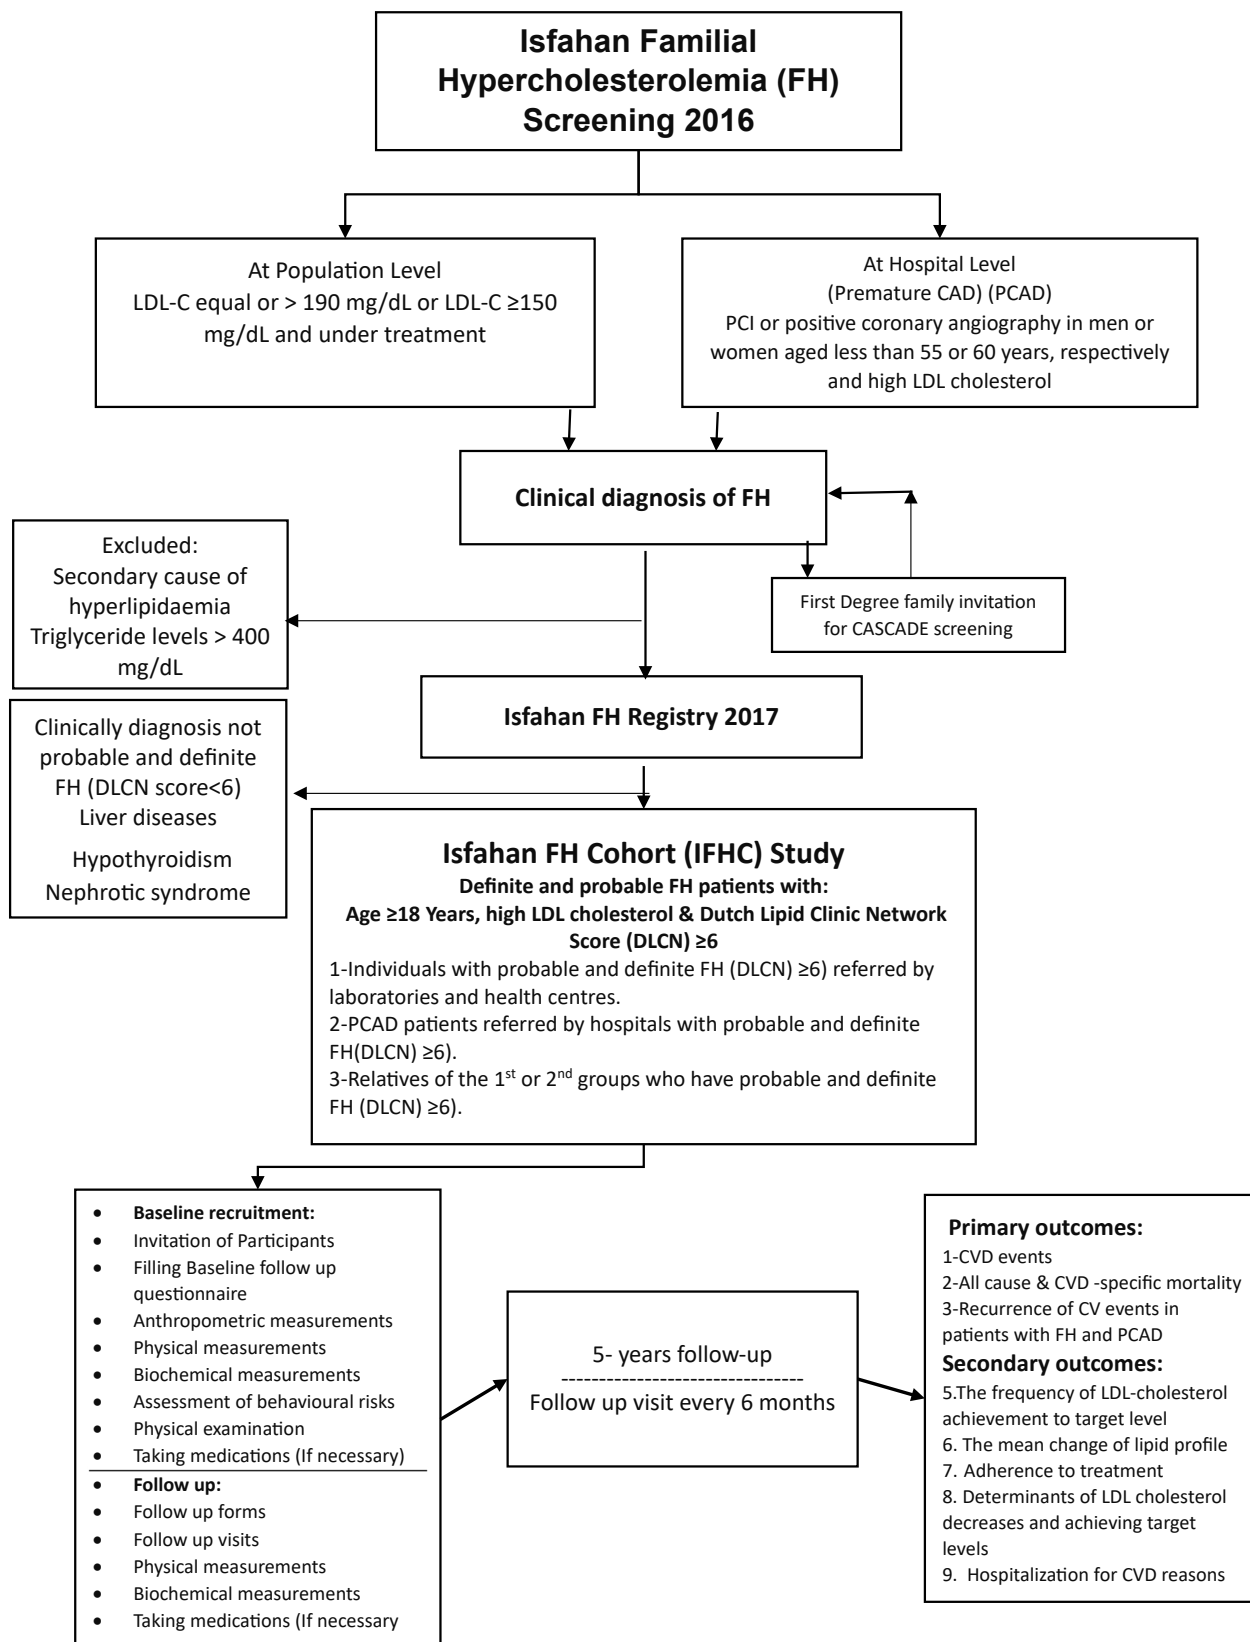 Isfahan Familial
Hypercholesterolemia (FH)
Screening 2016
At Population Level
LDL-C equal or > 190 mg/dL or LDL-C ≥150
mg/dL and under treatment
At Hospital Level
(Premature CAD) (PCAD)
PCI or positive coronary angiography in men or
women aged less than 55 or 60 years, respectively
and high LDL cholesterol
Clinical diagnosis of FH
Excluded:
Secondary cause of
hyperlipidaemia
Triglyceride levels > 400
mg/dL
First Degree family invitation
for CASCADE screening
Isfahan FH Registry 2017
Clinically diagnosis not
probable and definite
FH (DLCN score<6)
Liver diseases
Hypothyroidism
Nephrotic syndrome
Isfahan FH Cohort (IFHC) Study
Definite and probable FH patients with:
Age ≥18 Years, high LDL cholesterol & Dutch Lipid Clinic Network
Score (DLCN) ≥6
1-Individuals with probable and definite FH (DLCN) ≥6) referred by
laboratories and health centres.
2-PCAD patients referred by hospitals with probable and definite
FH(DLCN) ≥6).
3-Relatives of the 1st or 2nd groups who have probable and definite
FH (DLCN) ≥6).
• Baseline recruitment:
• Invitation of Participants
• Filling Baseline follow up
questionnaire
• Anthropometric measurements
• Physical measurements
• Biochemical measurements
• Assessment of behavioural risks
• Physical examination
• Taking medications (If necessary)
• Follow up:
• Follow up forms
• Follow up visits
• Physical measurements
• Biochemical measurements
• Taking medications (If necessary
5- years follow-up
--------------------------------
Follow up visit every 6 months
Primary outcomes:
1-CVD events
2-All cause & CVD -specific mortality
3-Recurrence of CV events in
patients with FH and PCAD
Secondary outcomes:
5.The frequency of LDL-cholesterol
achievement to target level
6. The mean change of lipid profile
7. Adherence to treatment
8. Determinants of LDL cholesterol
decreases and achieving target
levels
9. Hospitalization for CVD reasons